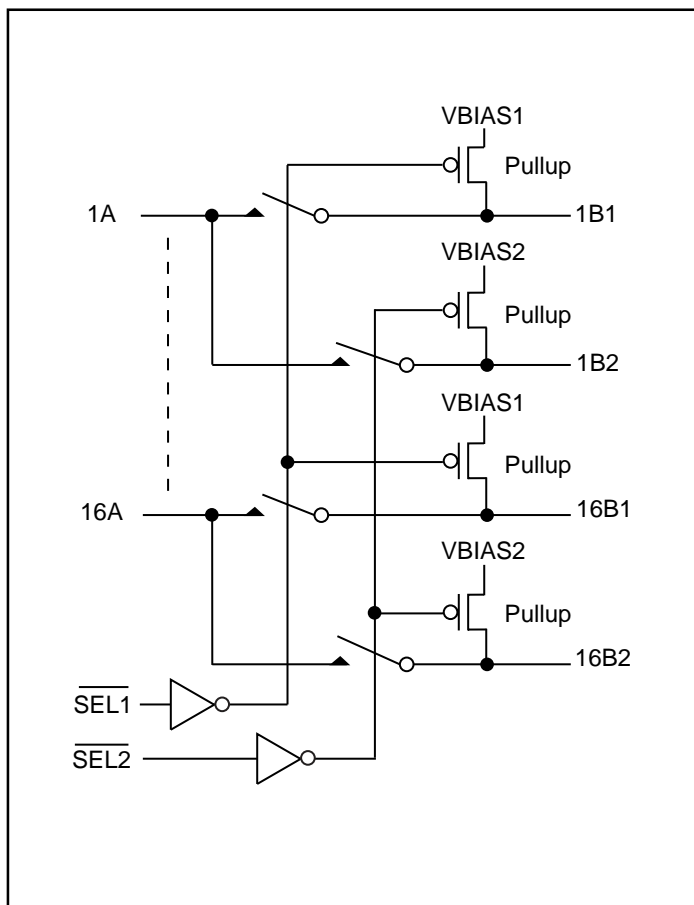 VBIAS1
Pullup
1A
1B1
VBIAS2
Pullup
1B2
VBIAS1
Pullup
16A
16B1
VBIAS2
Pullup
16B2
SEL1
SEL2